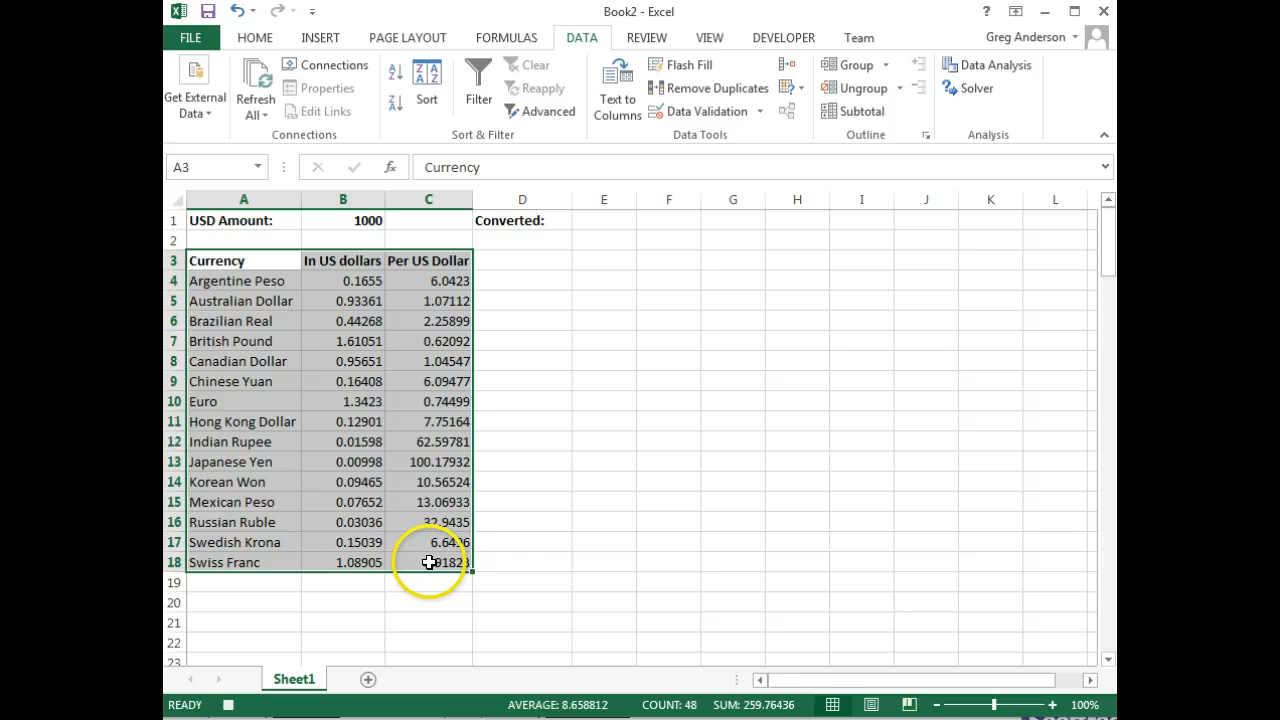 Book2 - Excel
?
FILE HOME INSERT PAGE LAYOUT FORMULAS DATA REVIEW VIEW DEVELOPER Team Greg Anderson
Get External Data
Refresh All
Connections
Properties
Edit Links
Connections
Sort
Filter
Clear
Reapply
Advanced
Sort & Filter
Text to Columns
Flash Fill
Remove Duplicates
Data Validation
Data Tools
Group
Ungroup
Subtotal
Outline
Data Analysis
Solver
Analysis
A3 fx Currency
A B C D E F G H I J K L
1 USD Amount: 1000 Converted:
2
3 Currency In US dollars Per US Dollar
4 Argentine Peso 0.1655 6.0423
5 Australian Dollar 0.93361 1.07112
6 Brazilian Real 0.44268 2.25899
7 British Pound 1.61051 0.62092
8 Canadian Dollar 0.95651 1.04547
9 Chinese Yuan 0.16408 6.09477
10 Euro 1.3423 0.74499
11 Hong Kong Dollar 0.12901 7.75164
12 Indian Rupee 0.01598 62.59781
13 Japanese Yen 0.00998 100.17932
14 Korean Won 0.09465 10.56524
15 Mexican Peso 0.07652 13.06933
16 Russian Ruble 0.03036 32.9435
17 Swedish Krona 0.15039
18 Swiss Franc 1.08905
19
20
21
22
23
Sheet1
READY AVERAGE: 8.658812 COUNT: 48 SUM: 259.76436 100%